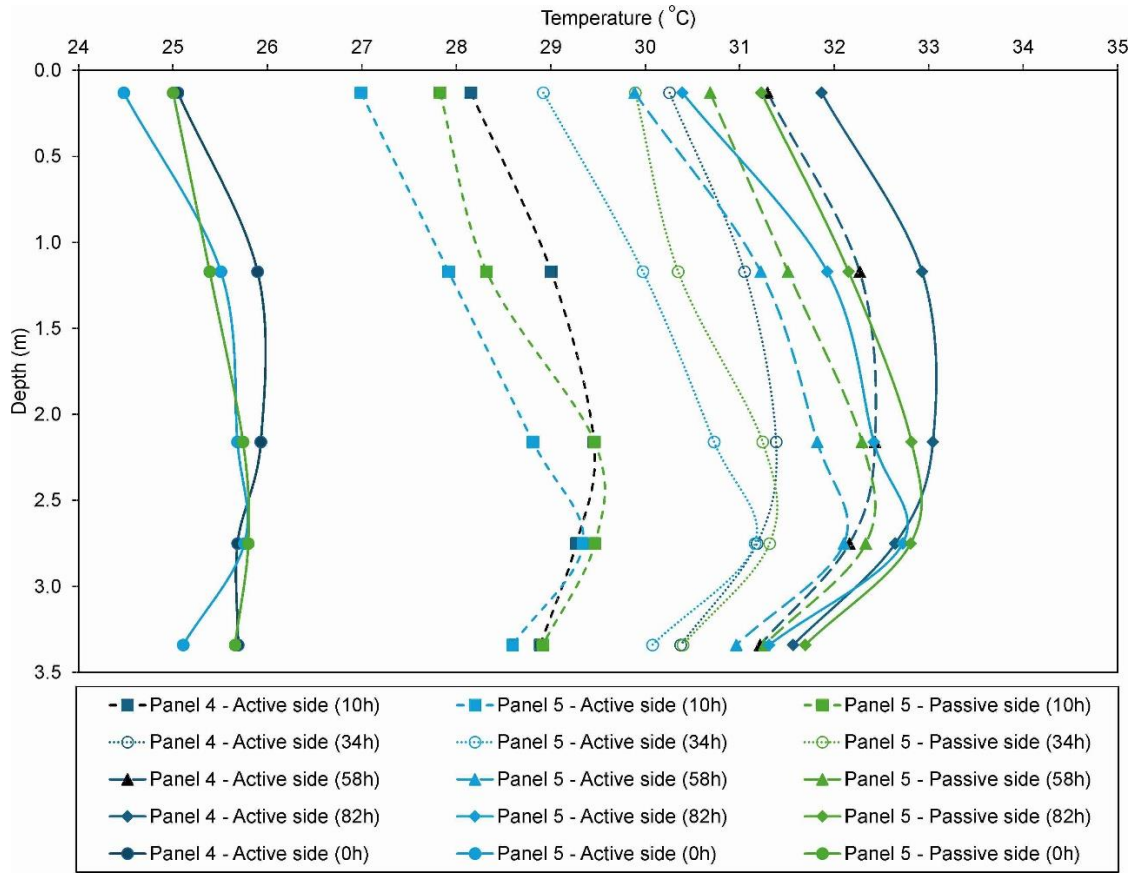 Temperature ( °C)
24 25 26 27 28 29 30 31 32 33 34 35
0.0
0.5
1.0
1.5
2.0
2.5
3.0
3.5
Depth (m)
Panel 4 - Active side (10h) Panel 5 - Active side (10h) Panel 5 - Passive side (10h)
Panel 4 - Active side (34h) Panel 5 - Active side (34h) Panel 5 - Passive side (34h)
Panel 4 - Active side (58h) Panel 5 - Active side (58h) Panel 5 - Passive side (58h)
Panel 4 - Active side (82h) Panel 5 - Active side (82h) Panel 5 - Passive side (82h)
Panel 4 - Active side (0h) Panel 5 - Active side (0h) Panel 5 - Passive side (0h)